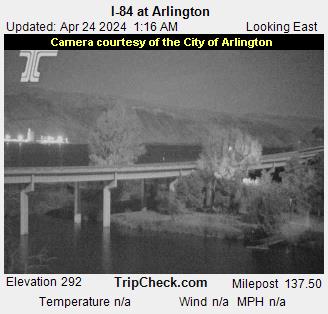 I-84 at Arlington
Updated: Apr 24 2024 1:16 AM Looking East
Camera courtesy of the City of Arlington
Elevation 292 TripCheck.com Milepost 137.50
Temperature n/a Wind n/a MPH n/a